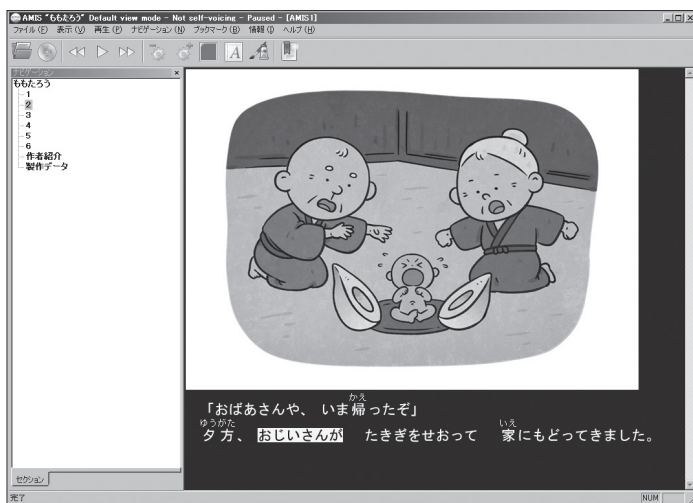 AMIS "ももたろう" Default view mode - Not self-voicing - Paused - [AMIS1]
ファイル(F) 表示(V) 再生(P) ナビゲーション(N) ブックマーク(B) 情報(I) ヘルプ(H)
A
ナビゲーション
ももたろう
1
2
3
4
5
6
作者紹介
製作データ
かえ
「おばあさんや、いま帰ったぞ」
ゆうがた いえ
夕方、おじいさんが たきぎをせおって 家にもどってきました。
セクション
完了 NUM